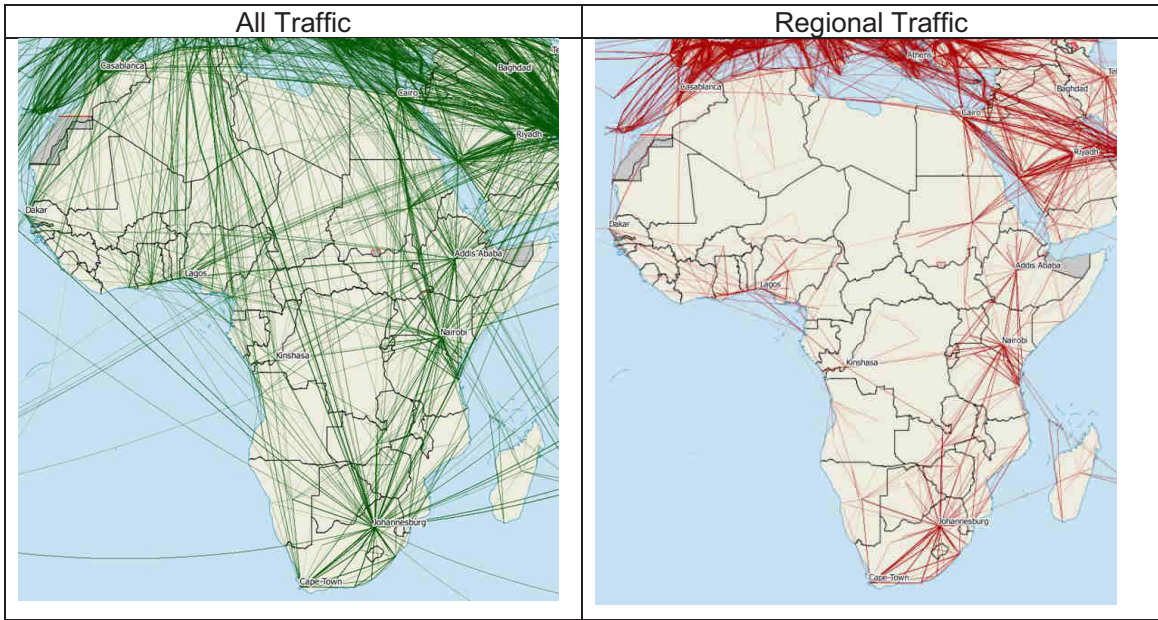 All Traffic
Regional Traffic
Casablanca
Baghdad
Cairo
Riyadh
Dakar
Lagos
Addis Ababa
Nairobi
Kinshasa
Johannesburg
Cape Town
Athens
Casablanca
Baghdad
Cairo
Riyadh
Dakar
Lagos
Addis Ababa
Nairobi
Kinshasa
Johannesburg
Cape Town